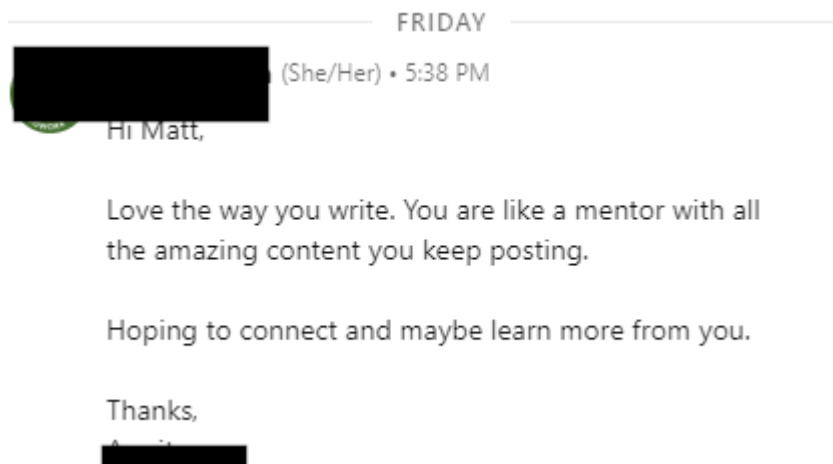 FRIDAY
(She/Her) • 5:38 PM
Hi Matt,
Love the way you write. You are like a mentor with all
the amazing content you keep posting.
Hoping to connect and maybe learn more from you.
Thanks,